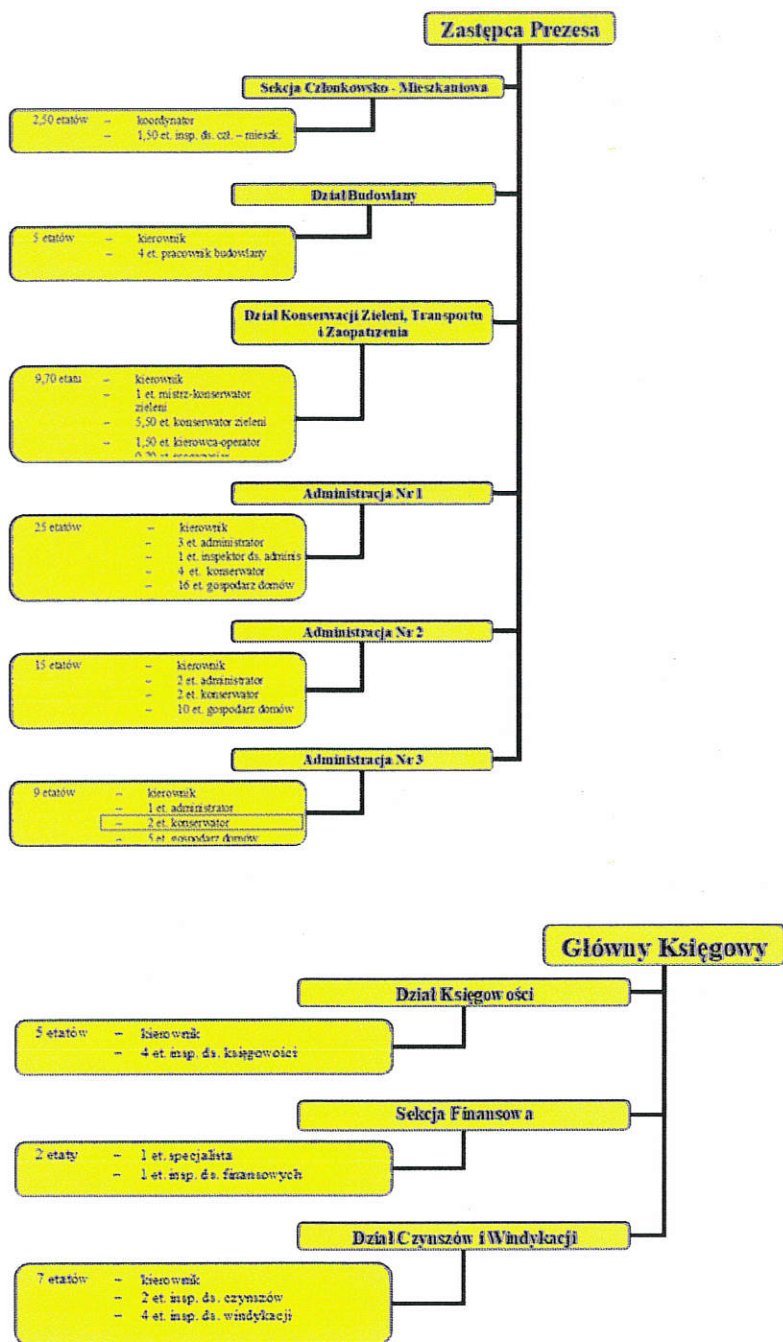 Zastępca Prezesa
Sekcja Członkowsko - Mieszkaniowa
2,50 etatów – koordynator
– 1,50 et. insp. ds. czł. – mieszk.
Dział Budowlany
5 etatów – kierownik
– 4 et. pracownik budowlany
Dział Konserwacji Zieleni, Transportu
i Zaopatrzenia
9,70 etatu – kierownik
– 1 et. mistrz-konserwator
zieleni
– 5,50 et. konserwator zieleni
– 1,50 et. kierowca-operator
0,70 et.
Administracja Nr 1
25 etatów – kierownik
– 3 et. administrator
– 1 et. inspektor ds. adminis
– 4 et. konserwator
– 16 et. gospodarz domów
Administracja Nr 2
15 etatów – kierownik
– 2 et. administrator
– 2 et. konserwator
– 10 et. gospodarz domów
Administracja Nr 3
9 etatów – kierownik
– 1 et. administrator
– 2 et. konserwator
– 5 et. gospodarz domów
Główny Księgowy
Dział Księgowości
5 etatów – kierownik
– 4 et. insp. ds. księgowości
Sekcja Finansowa
2 etaty – 1 et. specjalista
– 1 et. insp. ds. finansowych
Dział Czynszów i Windykacji
7 etatów – kierownik
– 2 et. insp. ds. czynszów
– 4 et. insp. ds. windykacji